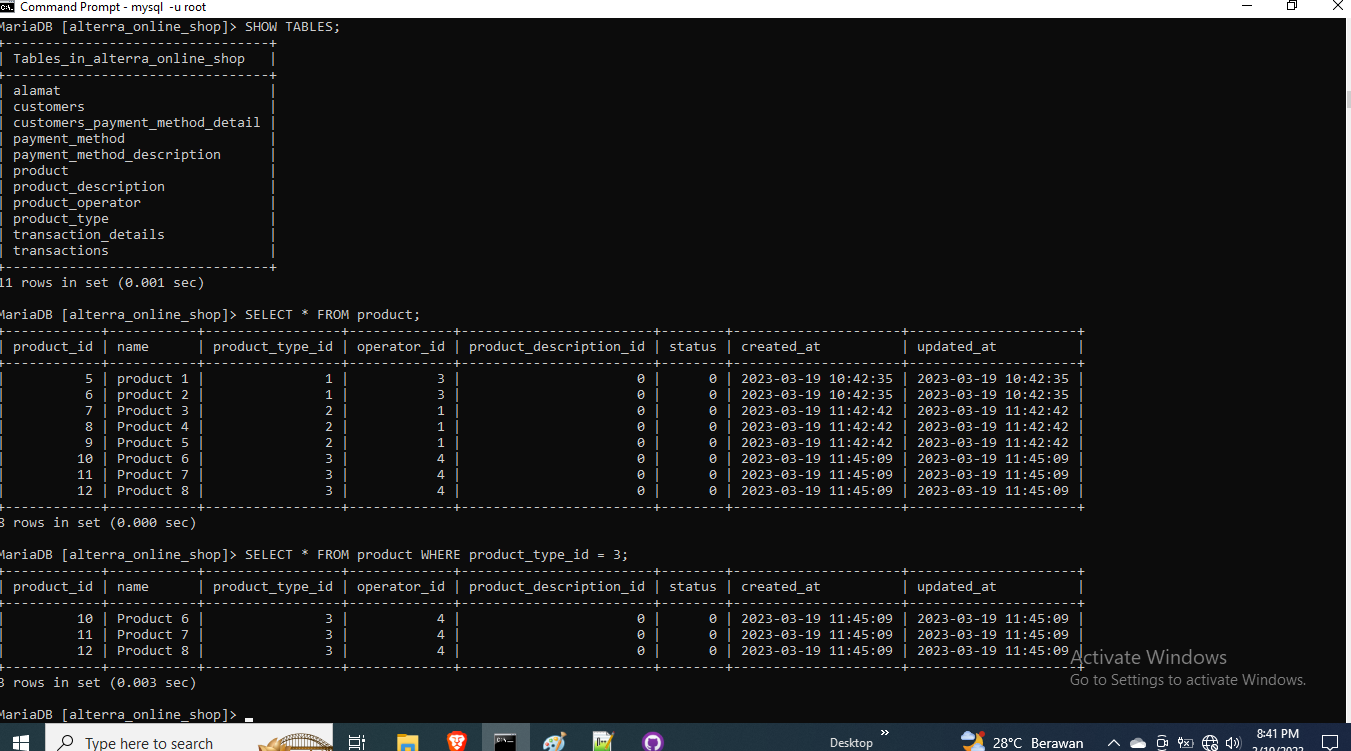 Command Prompt - mysql -u root
MariaDB [alterra_online_shop]> SHOW TABLES;
+--------------------------------+
| Tables_in_alterra_online_shop |
+--------------------------------+
| alamat |
| customers |
| customers_payment_method_detail |
| payment_method |
| payment_method_description |
| product |
| product_description |
| product_operator |
| product_type |
| transaction_details |
| transactions |
+--------------------------------+
11 rows in set (0.001 sec)
MariaDB [alterra_online_shop]> SELECT * FROM product;
| product_id | name | product_type_id | operator_id | product_description_id | status | created_at | updated_at |
| 5 | product 1 | 1 | 3 | 0 | 0 | 2023-03-19 10:42:35 | 2023-03-19 10:42:35 |
| 6 | product 2 | 1 | 3 | 0 | 0 | 2023-03-19 10:42:35 | 2023-03-19 10:42:35 |
| 7 | Product 3 | 2 | 1 | 0 | 0 | 2023-03-19 11:42:42 | 2023-03-19 11:42:42 |
| 8 | Product 4 | 2 | 1 | 0 | 0 | 2023-03-19 11:42:42 | 2023-03-19 11:42:42 |
| 9 | Product 5 | 2 | 1 | 0 | 0 | 2023-03-19 11:42:42 | 2023-03-19 11:42:42 |
| 10 | Product 6 | 3 | 4 | 0 | 0 | 2023-03-19 11:45:09 | 2023-03-19 11:45:09 |
| 11 | Product 7 | 3 | 4 | 0 | 0 | 2023-03-19 11:45:09 | 2023-03-19 11:45:09 |
| 12 | Product 8 | 3 | 4 | 0 | 0 | 2023-03-19 11:45:09 | 2023-03-19 11:45:09 |
8 rows in set (0.000 sec)
MariaDB [alterra_online_shop]> SELECT * FROM product WHERE product_type_id = 3;
| product_id | name | product_type_id | operator_id | product_description_id | status | created_at | updated_at |
| 10 | Product 6 | 3 | 4 | 0 | 0 | 2023-03-19 11:45:09 | 2023-03-19 11:45:09 |
| 11 | Product 7 | 3 | 4 | 0 | 0 | 2023-03-19 11:45:09 | 2023-03-19 11:45:09 |
| 12 | Product 8 | 3 | 4 | 0 | 0 | 2023-03-19 11:45:09 | 2023-03-19 11:45:09 |
3 rows in set (0.003 sec)
MariaDB [alterra_online_shop]>
Activate Windows
Go to Settings to activate Windows.
Type here to search
Desktop
28°C Berawan
8:41 PM